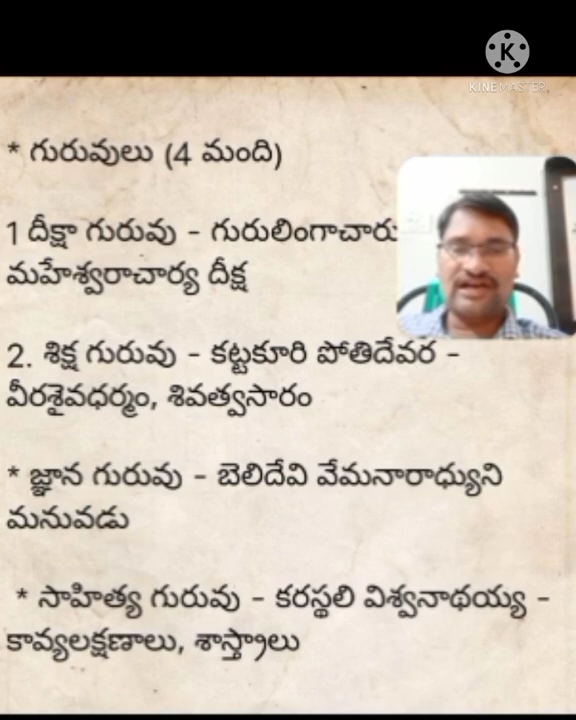 K
KINEMASTER
* గురువులు (4 మంది)
1 దీక్షా గురువు - గురులింగాచారు
మహేశ్వరాచార్య దీక్ష
2. శిక్ష గురువు - కట్టకూరి పోతిదేవర -
వీరశైవధర్మం, శివత్వసారం
* జ్ఞాన గురువు - బెలిదేవి వేమనారాధ్యుని
మనువడు
* సాహిత్య గురువు - కరస్థలి విశ్వనాథయ్య -
కావ్యలక్షణాలు, శాస్త్రాలు